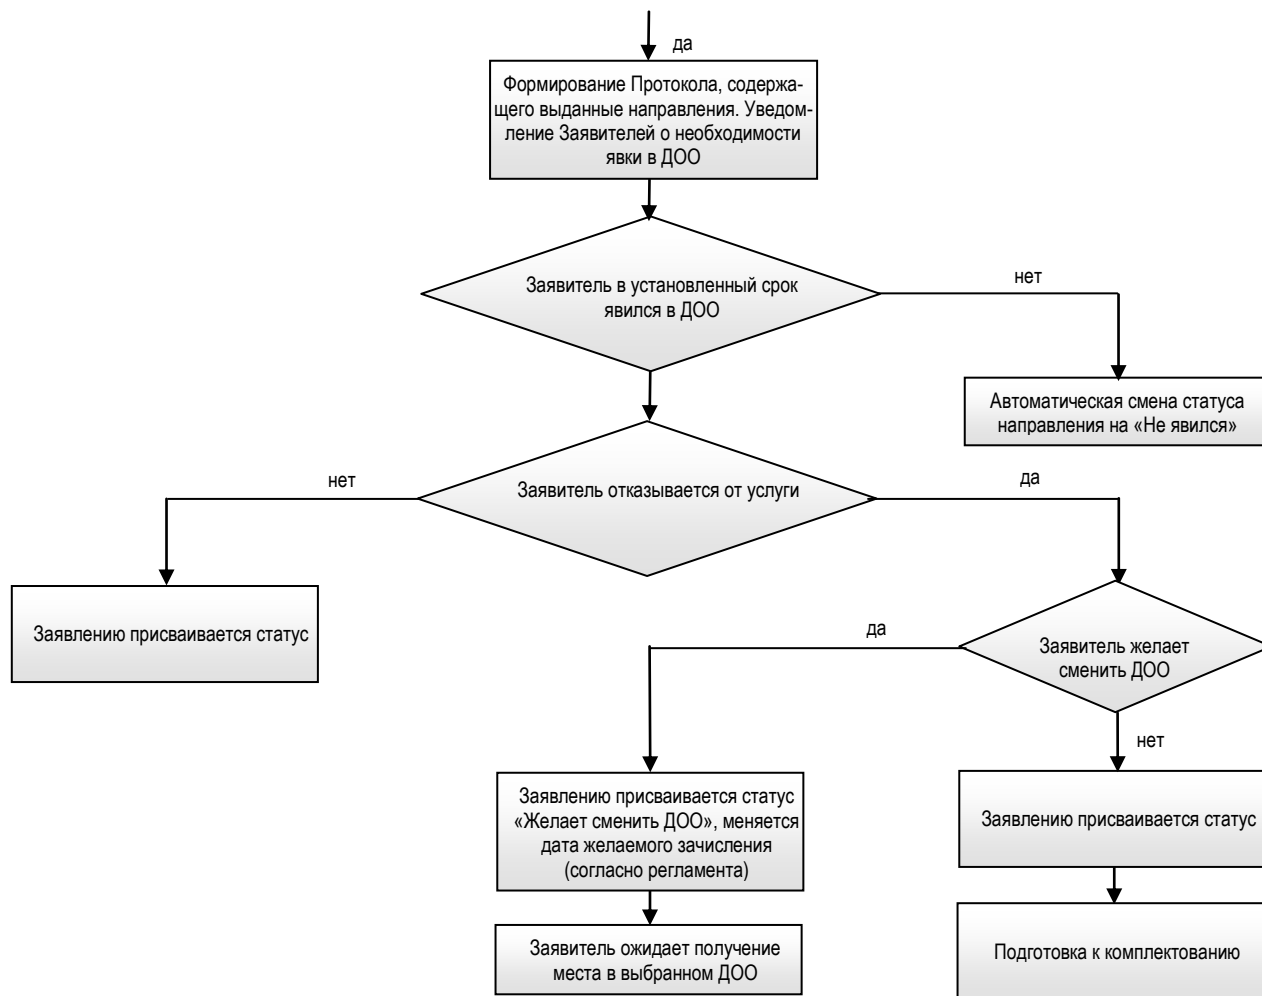 да
Формирование Протокола, содержа-
щего выданные направления. Уведом-
ление Заявителей о необходимости
явки в ДОО
Заявитель в установленный срок
явился в ДОО
нет
Автоматическая смена статуса
направления на «Не явился»
нет
Заявитель отказывается от услуги
да
Заявлению присваивается статус
да
Заявитель желает
сменить ДОО
нет
Заявлению присваивается статус
«Желает сменить ДОО», меняется
дата желаемого зачисления
(согласно регламента)
Заявлению присваивается статус
Заявитель ожидает получение
места в выбранном ДОО
Подготовка к комплектованию